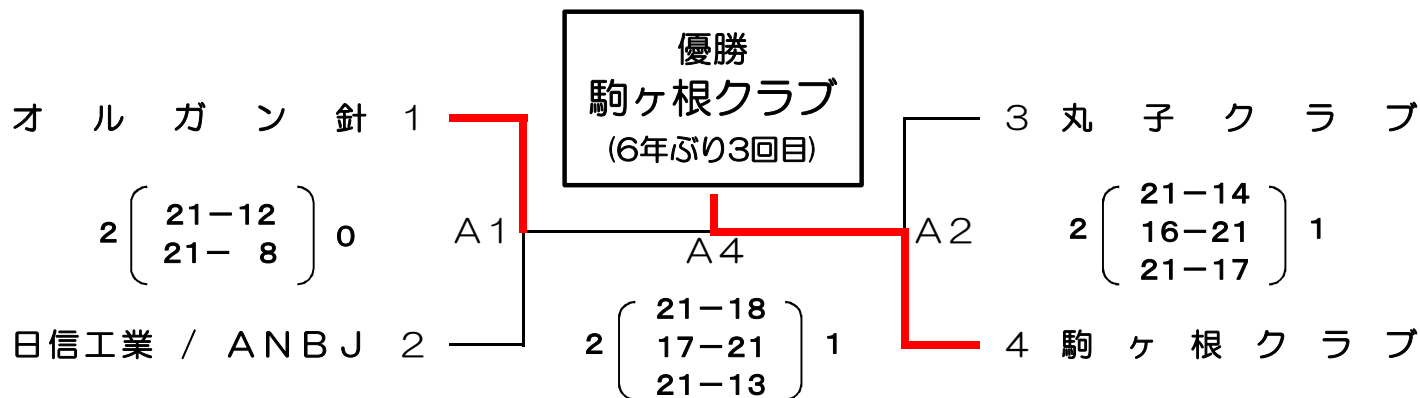 優勝
駒ヶ根クラブ
(6年ぶり3回目)
オルガン針 1
3 丸子クラブ
A1
A2
A4
2 21-12 0
21- 8
2 21-14 1
16-21
21-17
日信工業 / ANBJ 2
4 駒ヶ根クラブ
2 21-18 1
17-21
21-13